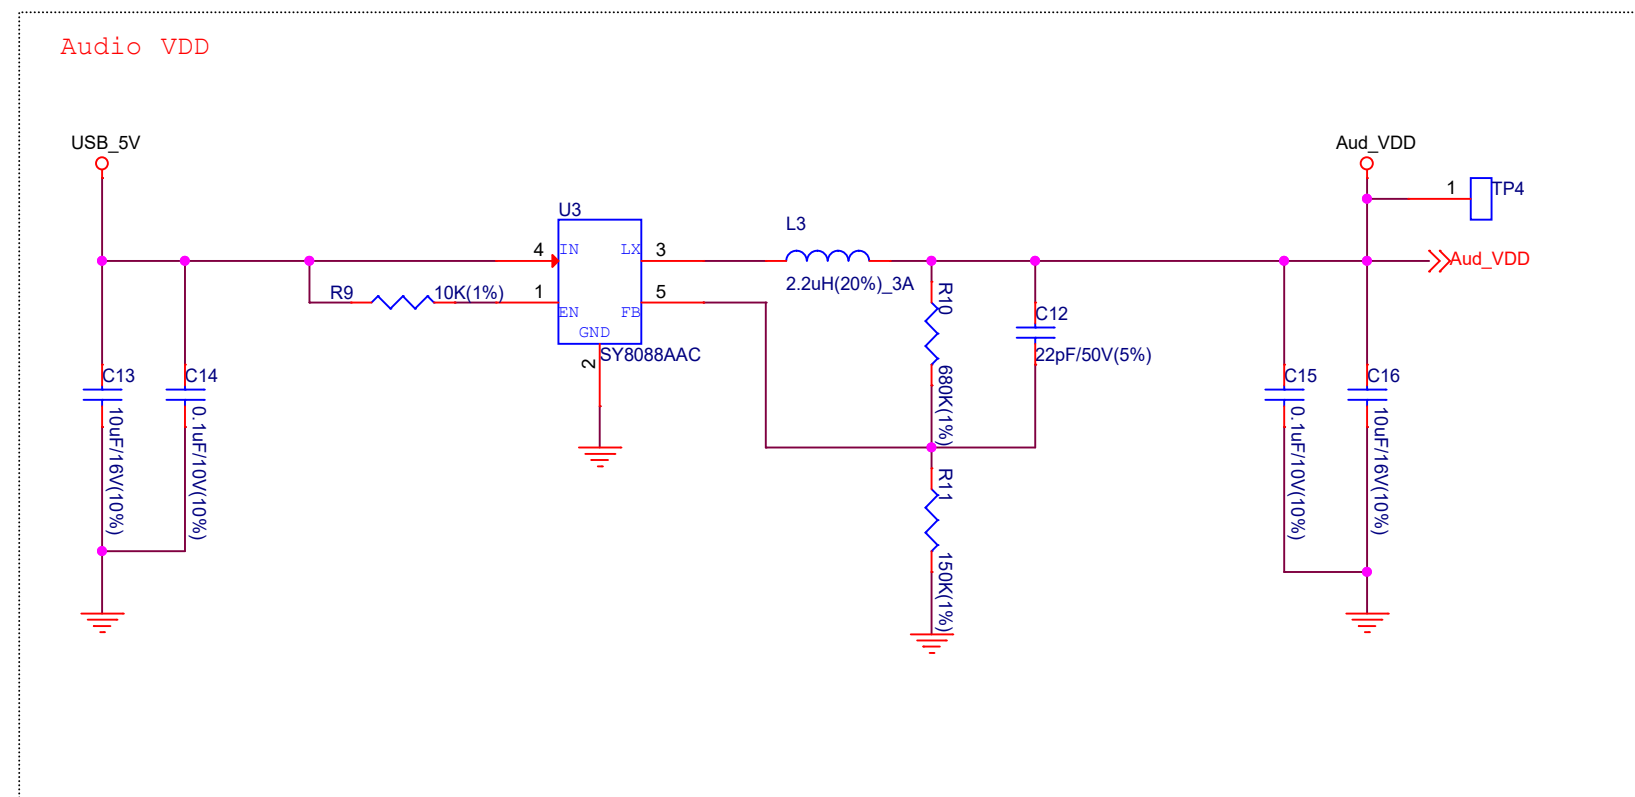 Audio VDD
USB_5V
Aud_VDD
1
TP4
U3
L3
4
IN
LX
3
Aud_VDD
2.2uH(20%)_3A
R9
10K(1%)
1
EN
FB
5
R10
C12
GND
SY8088AAC
2
22pF/50V(5%)
680K(1%)
C13
C14
C15
C16
10uF/16V(10%)
0.1uF/10V(10%)
0.1uF/10V(10%)
10uF/16V(10%)
R11
150K(1%)